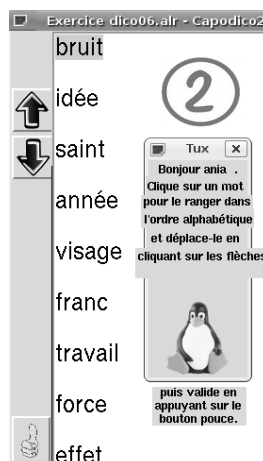 Exercice dico06.alr - Capodico2
bruit
idée
saint
année
visage
franc
travail
force
effet
2
Tux
Bonjour ania .
Clique sur un mot
pour le ranger dans
l'ordre alphabétique
et déplace-le en
cliquant sur les flèches
puis valide en
appuyant sur le
bouton pouce.